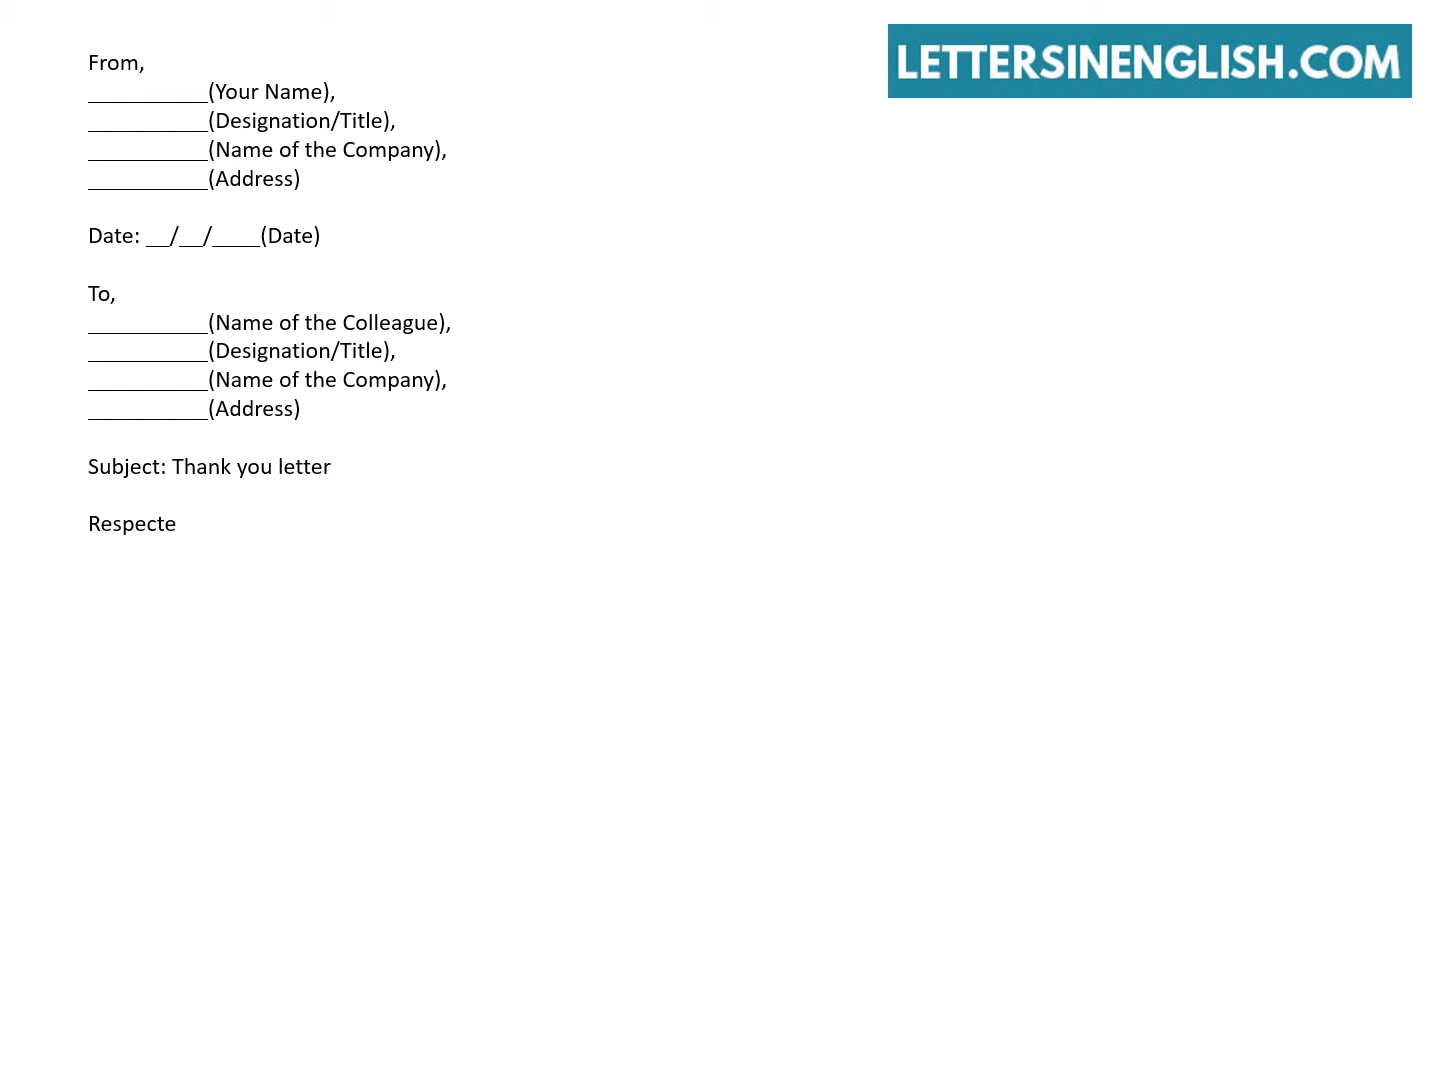 LETTERSINENGLISH.COM
From,
__________(Your Name),
__________(Designation/Title),
__________(Name of the Company),
__________(Address)
Date: __/__/____(Date)
To,
__________(Name of the Colleague),
__________(Designation/Title),
__________(Name of the Company),
__________(Address)
Subject: Thank you letter
Respecte